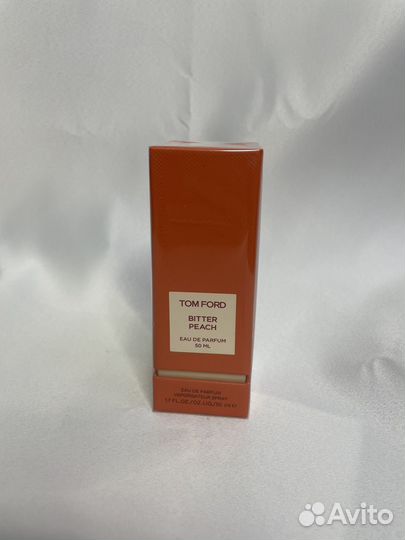 TOM FORD
BITTER
PEACH
EAU DE PARFUM
50 ML
EAU DE PARFUM
VAPORISATEUR SPRAY
Avito